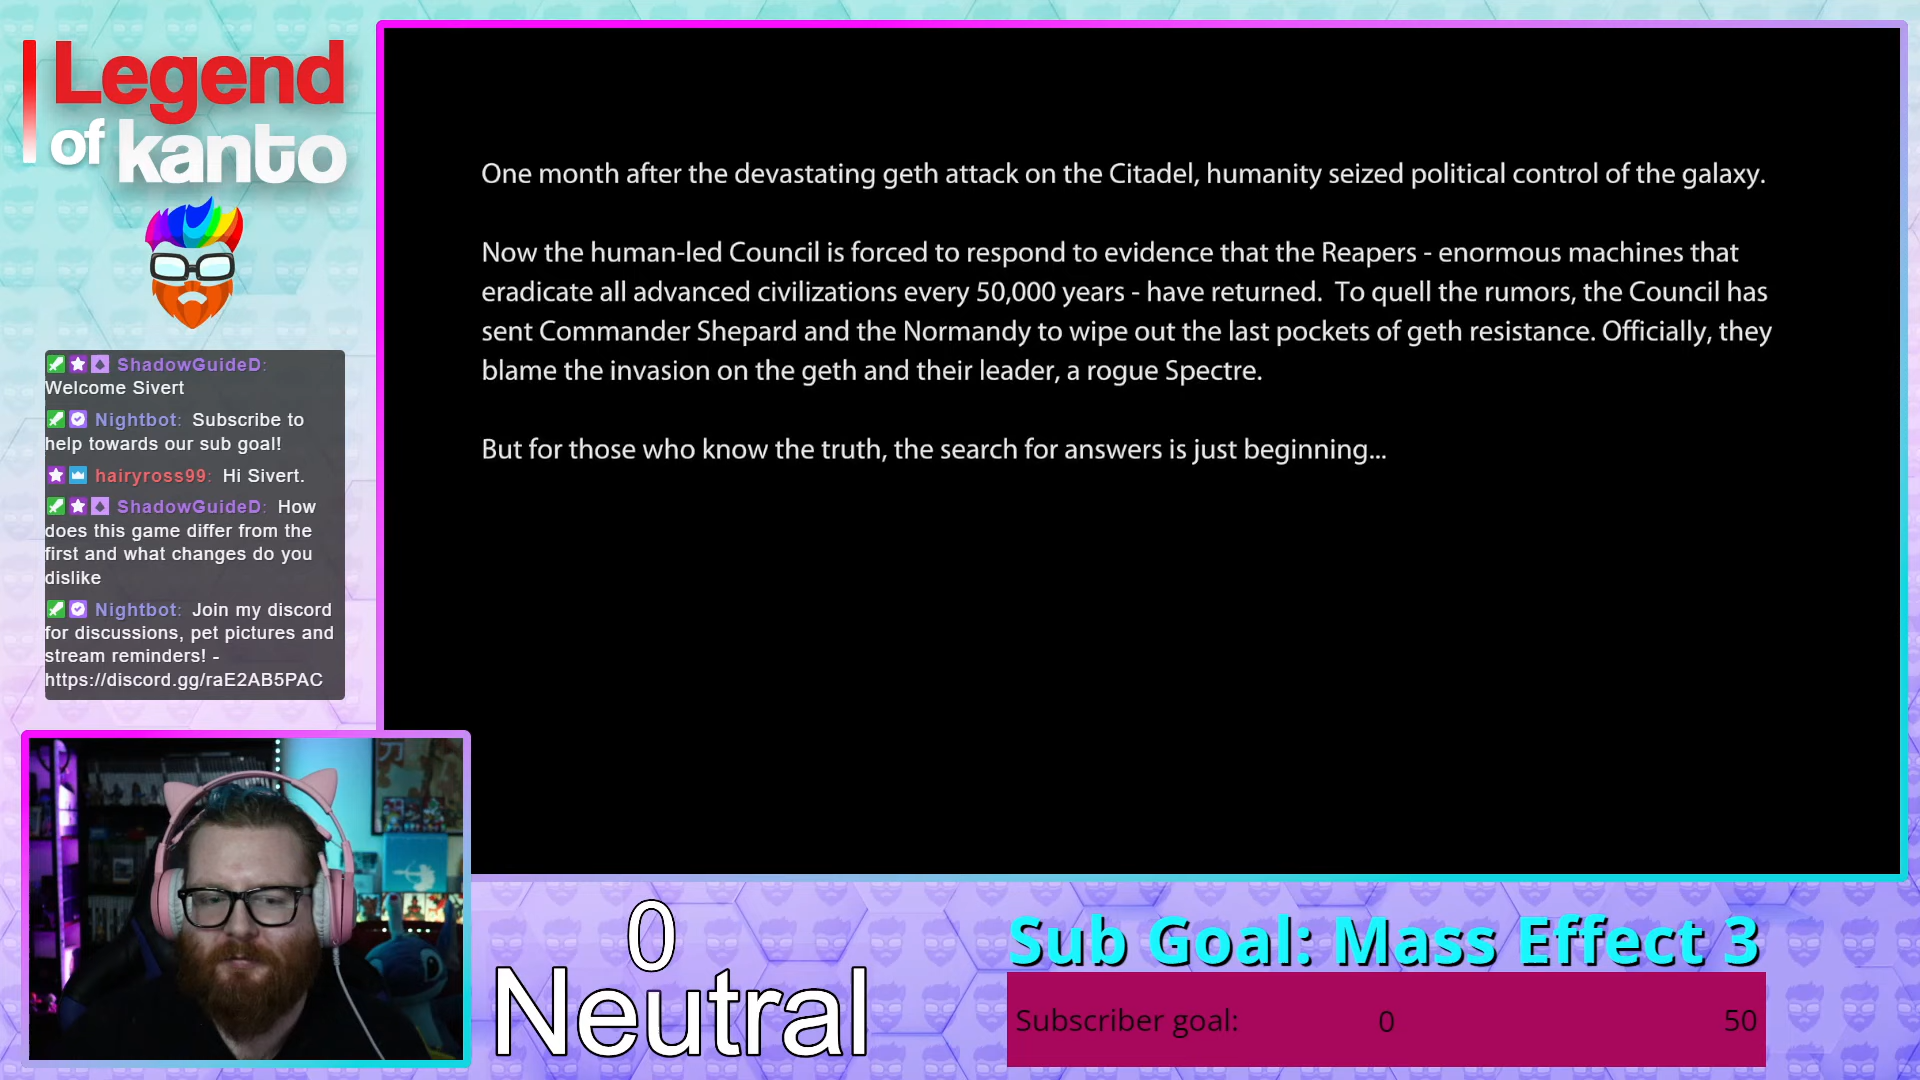 Legend
of kanto
ShadowGuideD:
Welcome Sivert
Nightbot: Subscribe to
help towards our sub goal!
hairyross99: Hi Sivert.
ShadowGuideD: How
does this game differ from the
first and what changes do you
dislike
Nightbot: Join my discord
for discussions, pet pictures and
stream reminders! -
https://discord.gg/raE2AB5PAC
One month after the devastating geth attack on the Citadel, humanity seized political control of the galaxy.
Now the human-led Council is forced to respond to evidence that the Reapers - enormous machines that
eradicate all advanced civilizations every 50,000 years - have returned.  To quell the rumors, the Council has
sent Commander Shepard and the Normandy to wipe out the last pockets of geth resistance. Officially, they
blame the invasion on the geth and their leader, a rogue Spectre.
But for those who know the truth, the search for answers is just beginning...
刀
0
Neutral
Sub Goal: Mass Effect 3
Subscriber goal: 0 50